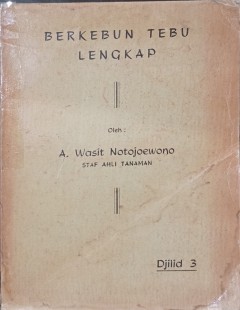 BERKEBUN TEBU
LENGKAP
Oleh :
A. Wasit Notojoewono
STAF AHLI TANAMAN
Djilid 3